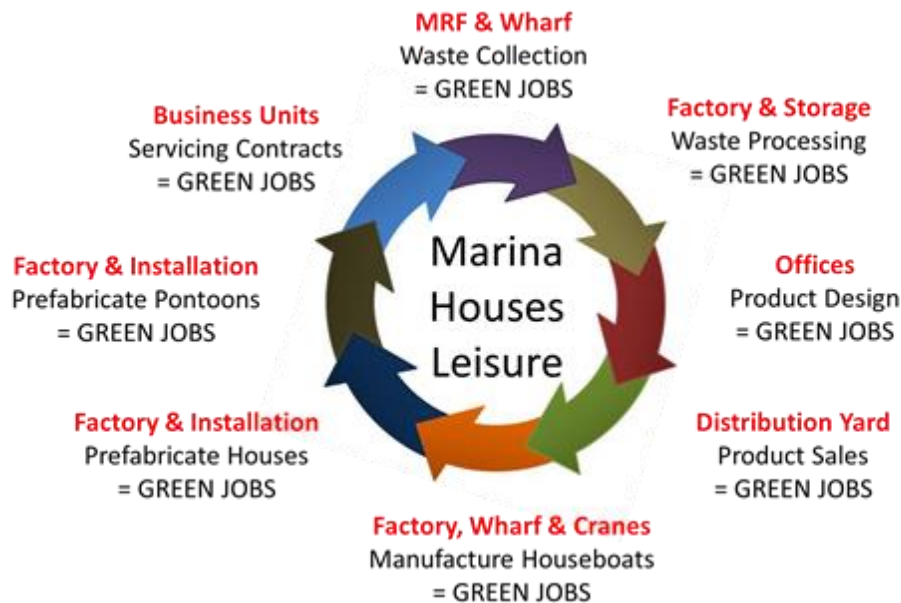 MRF & Wharf
Waste Collection
= GREEN JOBS
Factory & Storage
Waste Processing
= GREEN JOBS
Offices
Product Design
= GREEN JOBS
Distribution Yard
Product Sales
= GREEN JOBS
Factory, Wharf & Cranes
Manufacture Houseboats
= GREEN JOBS
Factory & Installation
Prefabricate Houses
= GREEN JOBS
Factory & Installation
Prefabricate Pontoons
= GREEN JOBS
Business Units
Servicing Contracts
= GREEN JOBS
Marina
Houses
Leisure